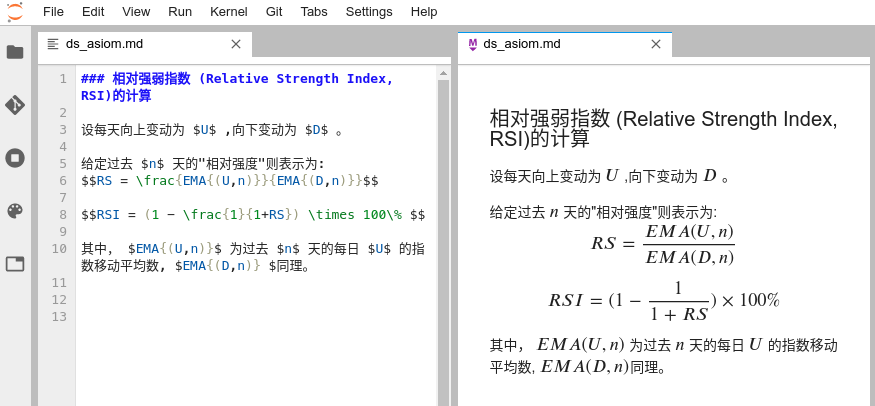 File Edit View Run Kernel Git Tabs Settings Help
ds_asiom.md
1 ### 相对强弱指数 (Relative Strength Index,
RSI)的计算
2
3 设每天向上变动为 $U$ ,向下变动为 $D$ 。
4
5 给定过去 $n$ 天的"相对强度"则表示为:
6 $$RS = \frac{EMA{(U,n)}}{EMA{(D,n)}}$$
7
8 $$RSI = (1 − \frac{1}{1+RS}) \times 100\% $$
9
10 其中, $EMA{(U,n)}$ 为过去 $n$ 天的每日 $U$ 的指
数移动平均数, $EMA{(D,n)} $同理。
11
12
13
M ds_asiom.md
相对强弱指数 (Relative Strength Index,
RSI)的计算
设每天向上变动为 U ,向下变动为 D 。
给定过去 n 天的"相对强度"则表示为:
RS = EMA(U,n) / EMA(D,n)
RSI = (1 − 1 / 1 + RS) × 100%
其中, EMA(U,n) 为过去 n 天的每日 U 的指数移动
平均数, EMA(D,n)同理。